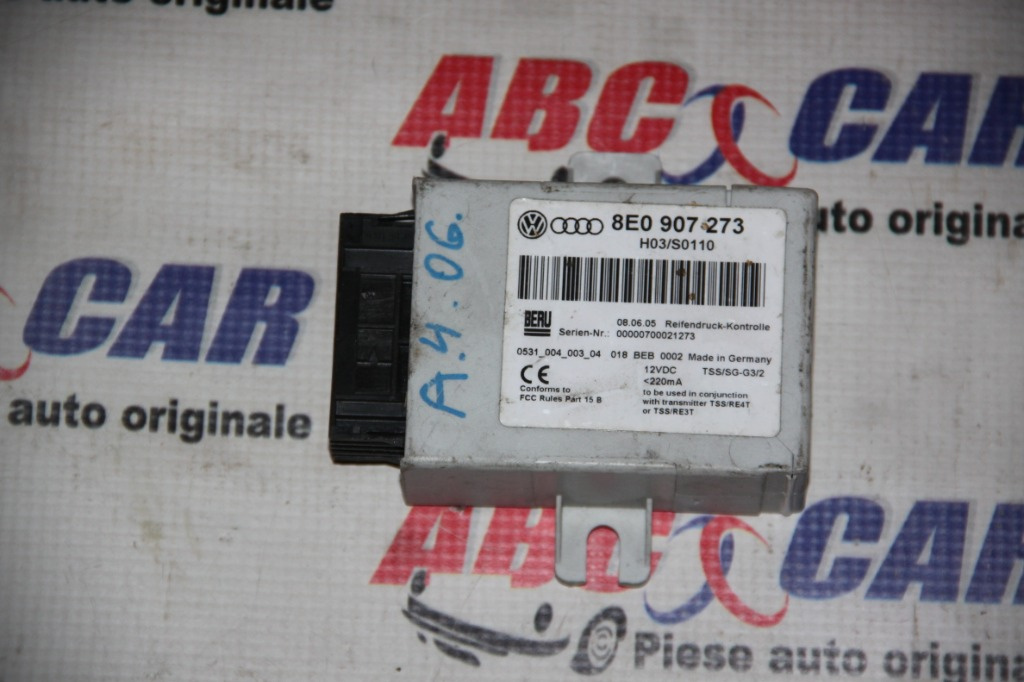 auto originale
ABC CAR
auto originale
CAR
auto originale
A.4.06.
8E0 907 273
H03/S0110
BERU
08.06.05 Reifendruck-Kontrolle
Serien-Nr.: 00000700021273
0531_004_003_04 018 BEB 0002 Made in Germany
CE
12VDC TSS/SG-G3/2
<220mA
Conforms to
FCC Rules Part 15 B
to be used in conjunction
with transmitter TSS/RE4T
or TSS/RE3T
ABC CAR
Piese auto origina